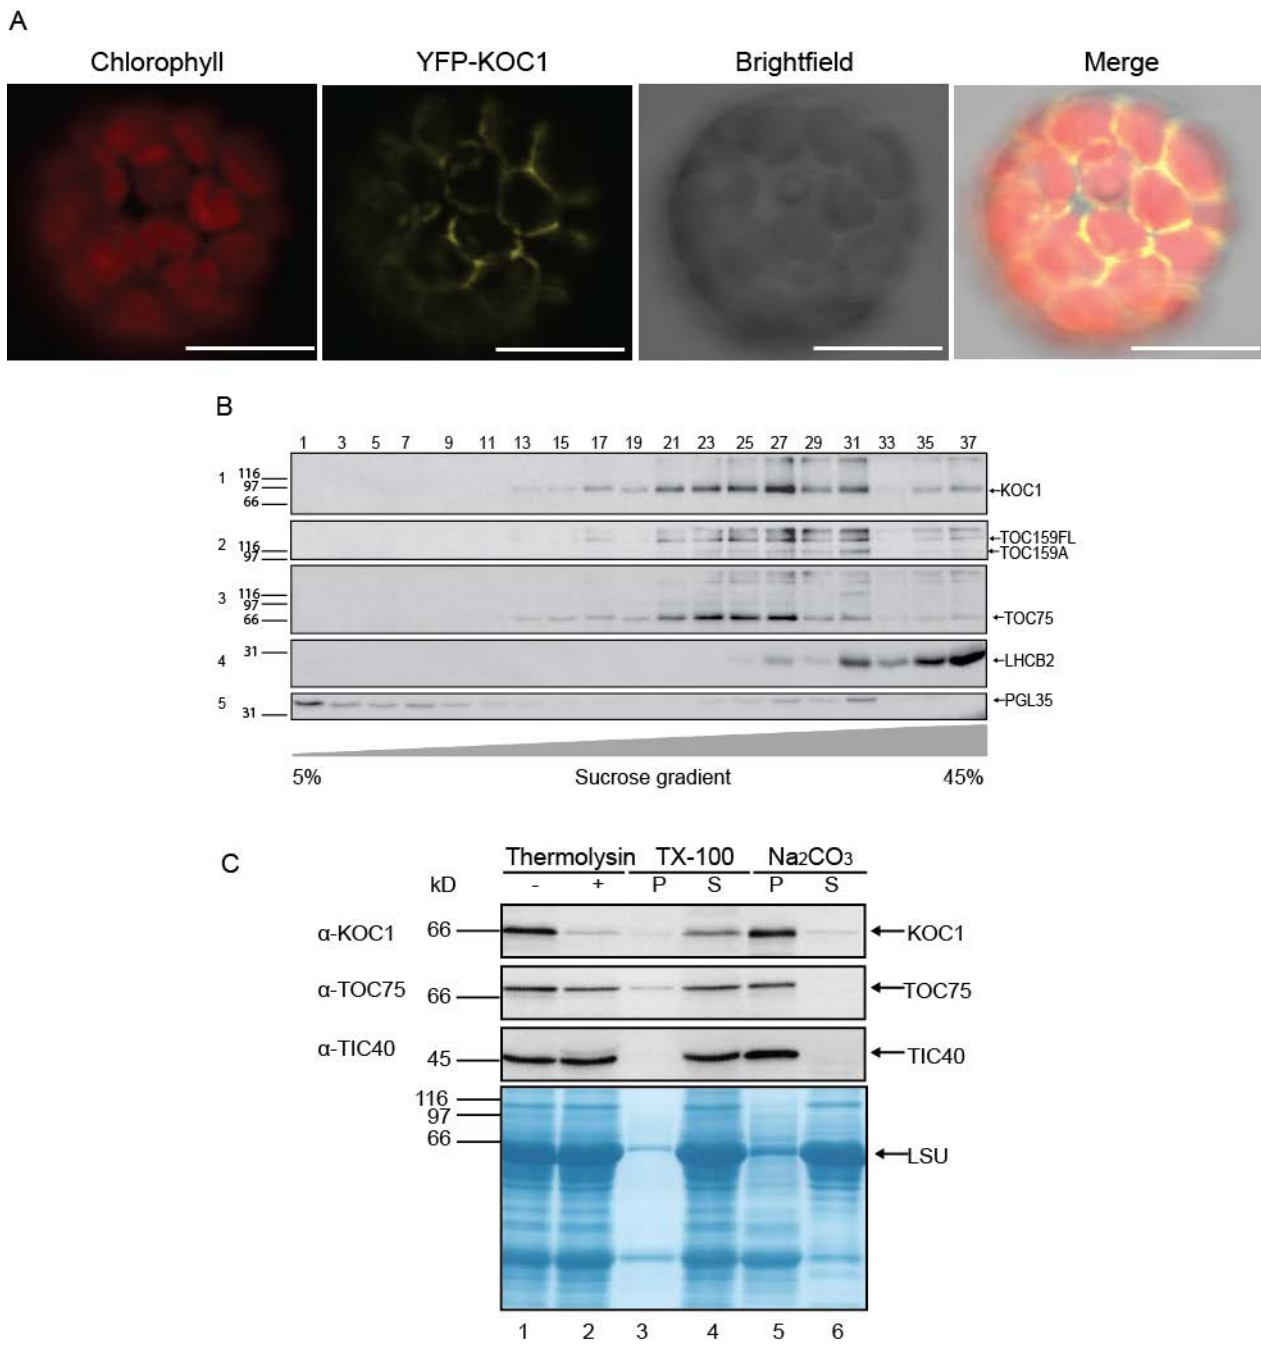 A
Chlorophyll YFP-KOC1 Brightfield Merge
B
1 3 5 7 9 11 13 15 17 19 21 23 25 27 29 31 33 35 37
1 116
97
66
KOC1
2 116
97
TOC159FL
TOC159A
3 116
97
66
TOC75
4 31
LHCB2
5 31
PGL35
5% Sucrose gradient 45%
C
Thermolysin TX-100 Na2CO3
kD - + P S P S
α-KOC1 66 KOC1
α-TOC75 66 TOC75
α-TIC40 45 TIC40
116
97
66
LSU
1 2 3 4 5 6